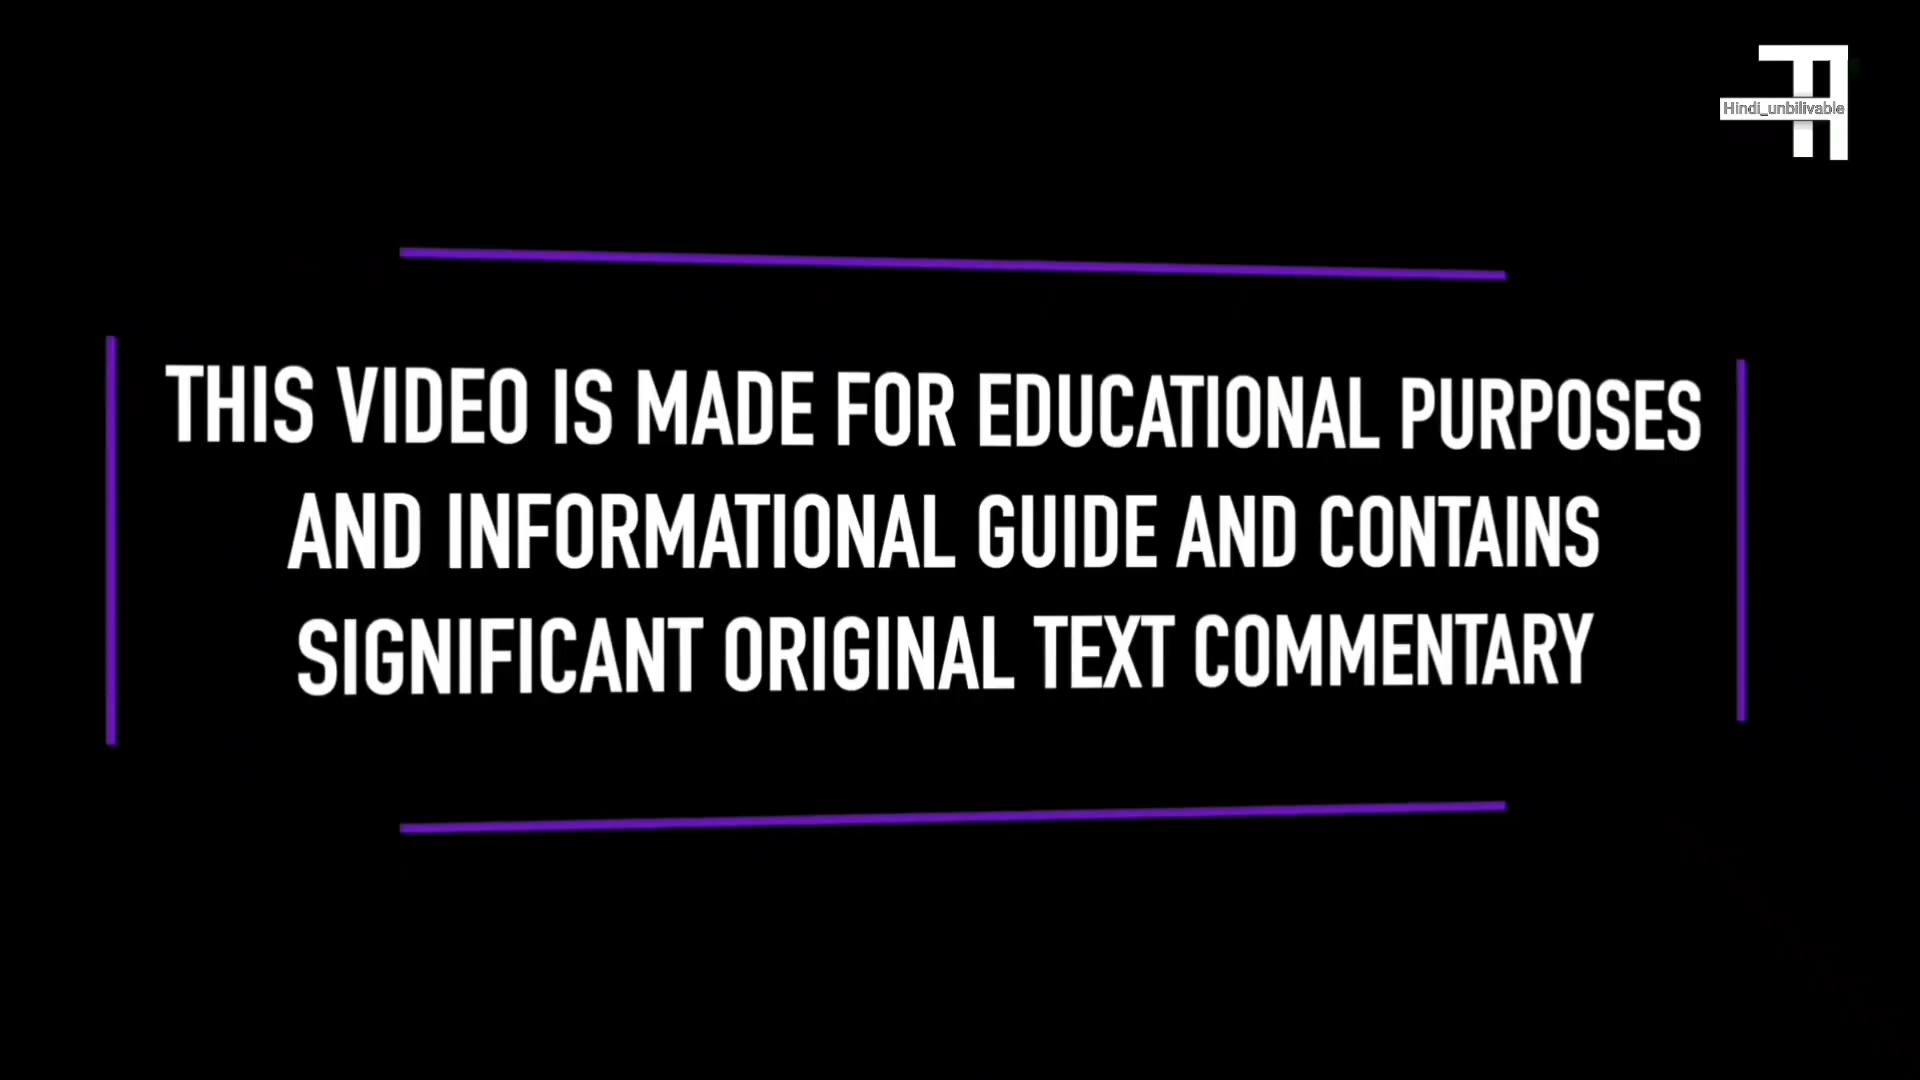 Hindi_unbilivable
THIS VIDEO IS MADE FOR EDUCATIONAL PURPOSES
AND INFORMATIONAL GUIDE AND CONTAINS
SIGNIFICANT ORIGINAL TEXT COMMENTARY